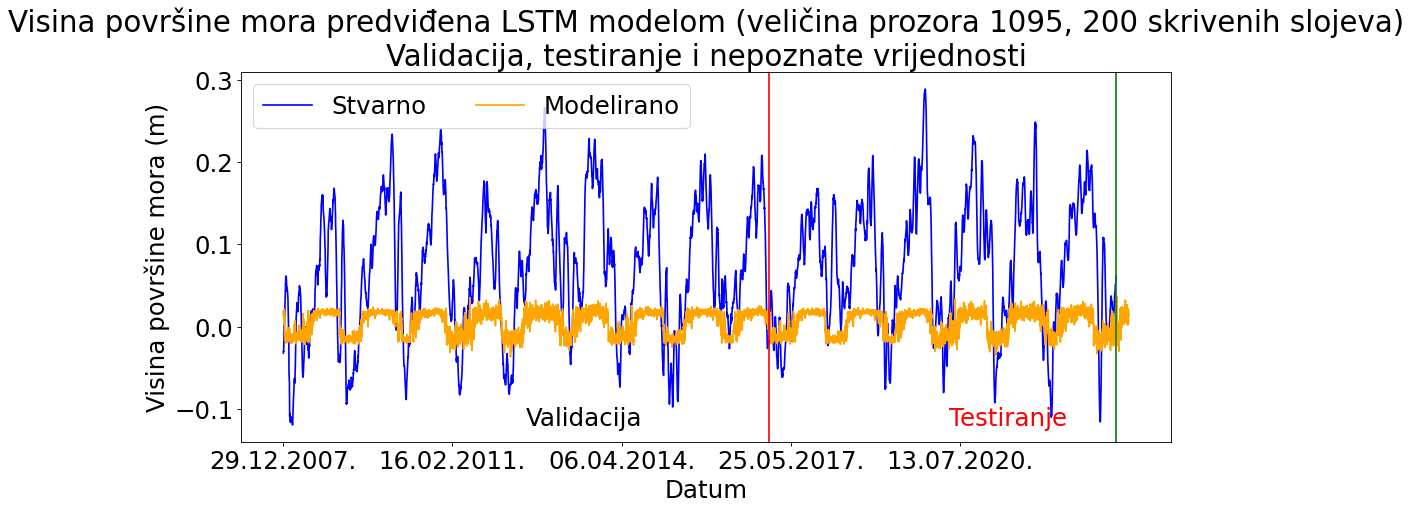 Visina površine mora predviđena LSTM modelom (veličina prozora 1095, 200 skrivenih slojeva)
Validacija, testiranje i nepoznate vrijednosti
Visina površine mora (m)
0.3
0.2
0.1
0.0
−0.1
Stvarno Modelirano
Validacija Testiranje
29.12.2007. 16.02.2011. 06.04.2014. 25.05.2017. 13.07.2020.
Datum